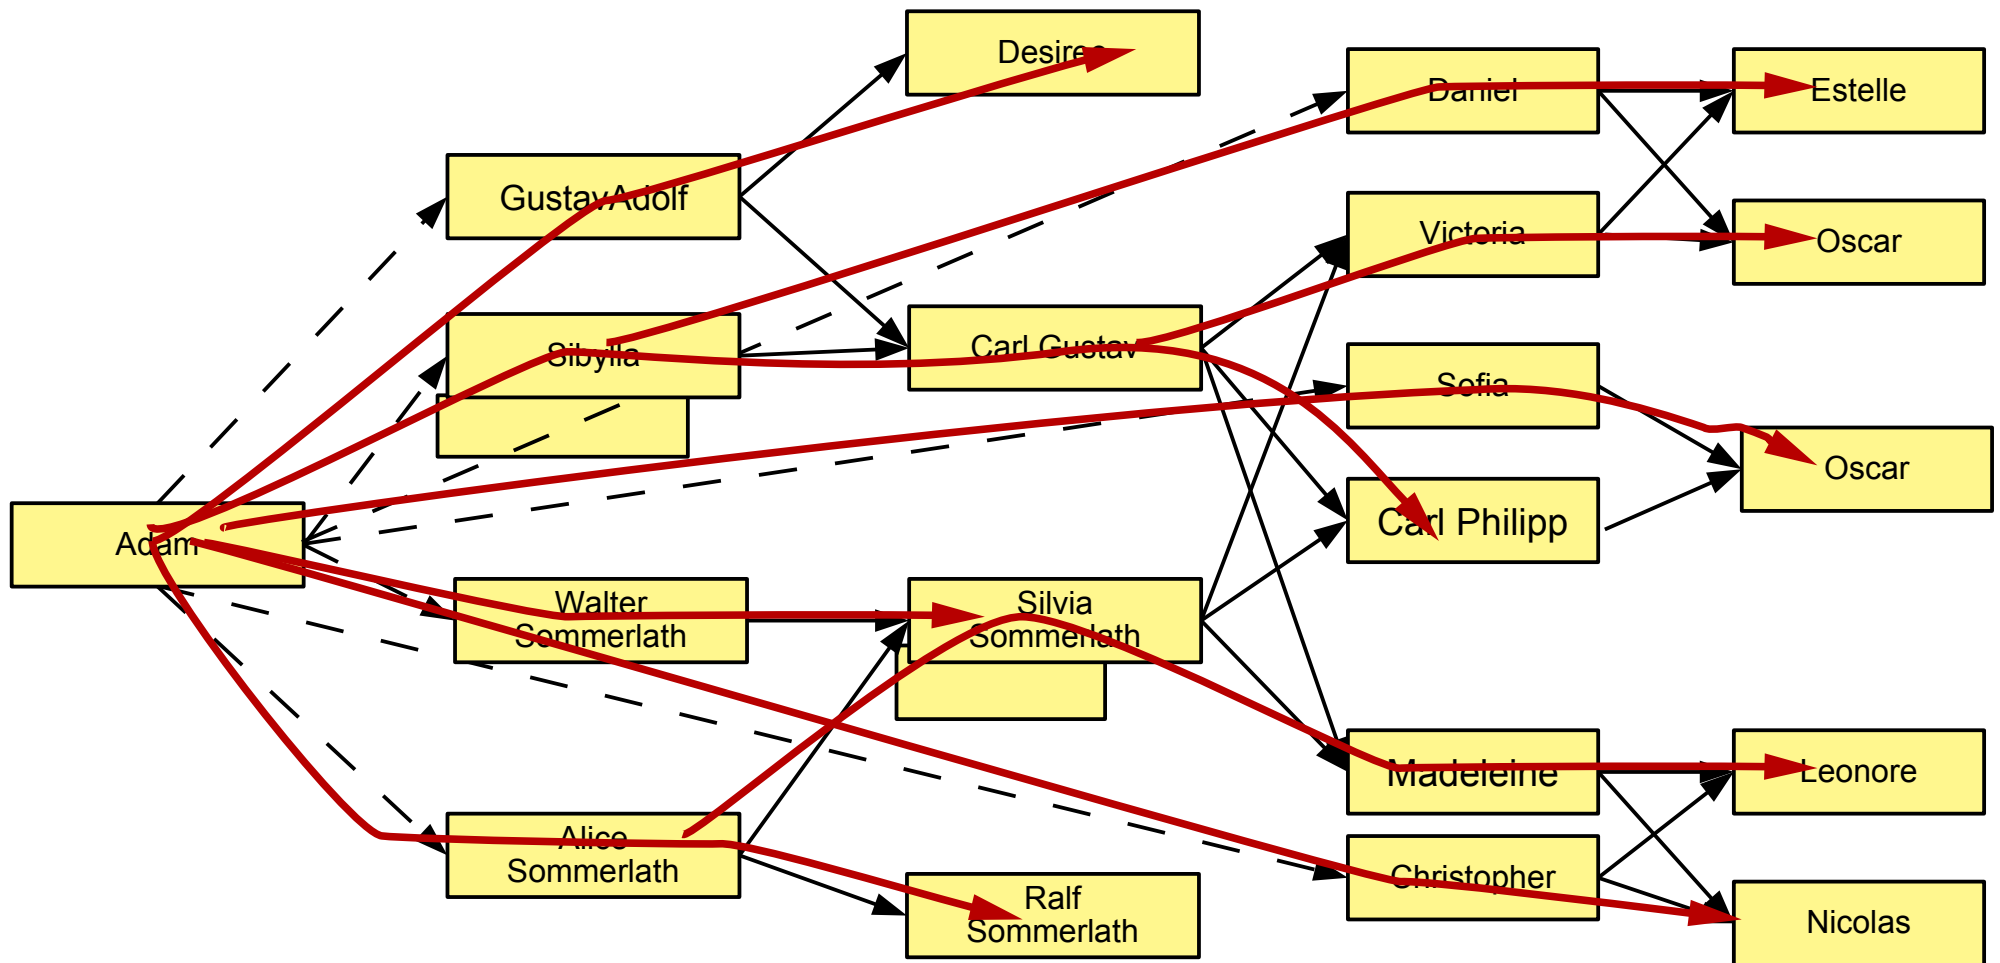 Desiree
Daniel
Estelle
GustavAdolf
Victoria
Oscar
Sibylla
Carl Gustav
Sofia
Oscar
Adam
Carl Philipp
Walter
Sommerlath
Silvia
Sommerlath
Madeleine
Leonore
Alice
Sommerlath
Christopher
Ralf
Sommerlath
Nicolas